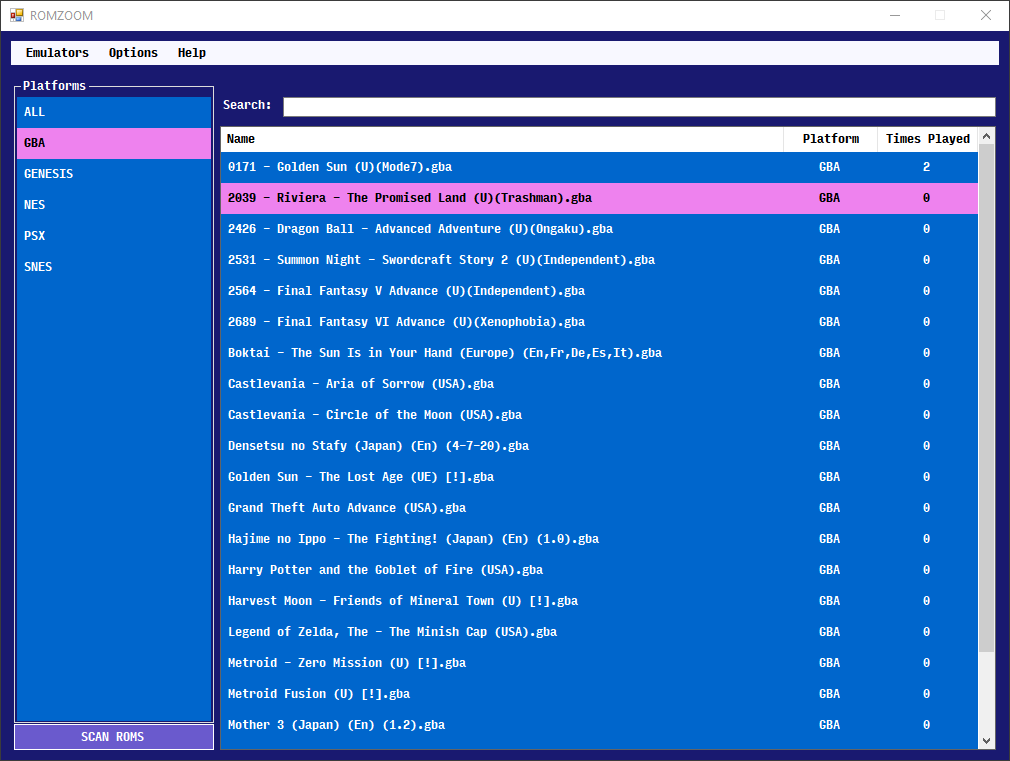 ROMZOOM
Emulators Options Help
Platforms
ALL
GBA
GENESIS
NES
PSX
SNES
SCAN ROMS
Search:
Name Platform Times Played
0171 - Golden Sun (U)(Mode7).gba GBA 2
2039 - Riviera - The Promised Land (U)(Trashman).gba GBA 0
2426 - Dragon Ball - Advanced Adventure (U)(Ongaku).gba GBA 0
2531 - Summon Night - Swordcraft Story 2 (U)(Independent).gba GBA 0
2564 - Final Fantasy V Advance (U)(Independent).gba GBA 0
2689 - Final Fantasy VI Advance (U)(Xenophobia).gba GBA 0
Boktai - The Sun Is in Your Hand (Europe) (En,Fr,De,Es,It).gba GBA 0
Castlevania - Aria of Sorrow (USA).gba GBA 0
Castlevania - Circle of the Moon (USA).gba GBA 0
Densetsu no Stafy (Japan) (En) (4-7-20).gba GBA 0
Golden Sun - The Lost Age (UE) [!].gba GBA 0
Grand Theft Auto Advance (USA).gba GBA 0
Hajime no Ippo - The Fighting! (Japan) (En) (1.0).gba GBA 0
Harry Potter and the Goblet of Fire (USA).gba GBA 0
Harvest Moon - Friends of Mineral Town (U) [!].gba GBA 0
Legend of Zelda, The - The Minish Cap (USA).gba GBA 0
Metroid - Zero Mission (U) [!].gba GBA 0
Metroid Fusion (U) [!].gba GBA 0
Mother 3 (Japan) (En) (1.2).gba GBA 0